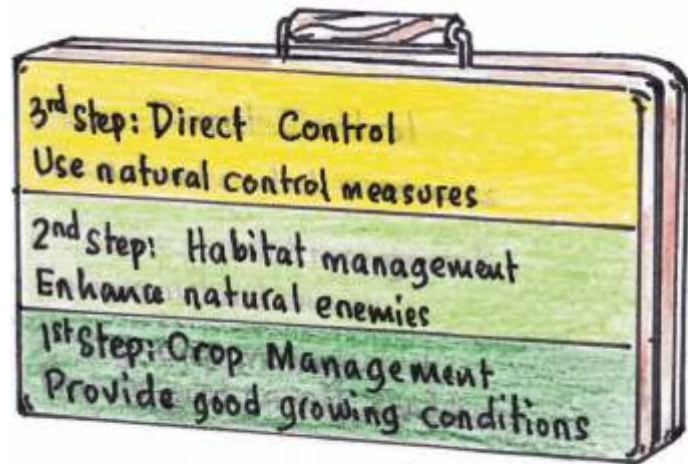 3rd step: Direct Control
Use natural control measures
2nd step: Habitat management
Enhance natural enemies
1st step: Crop Management
Provide good growing conditions